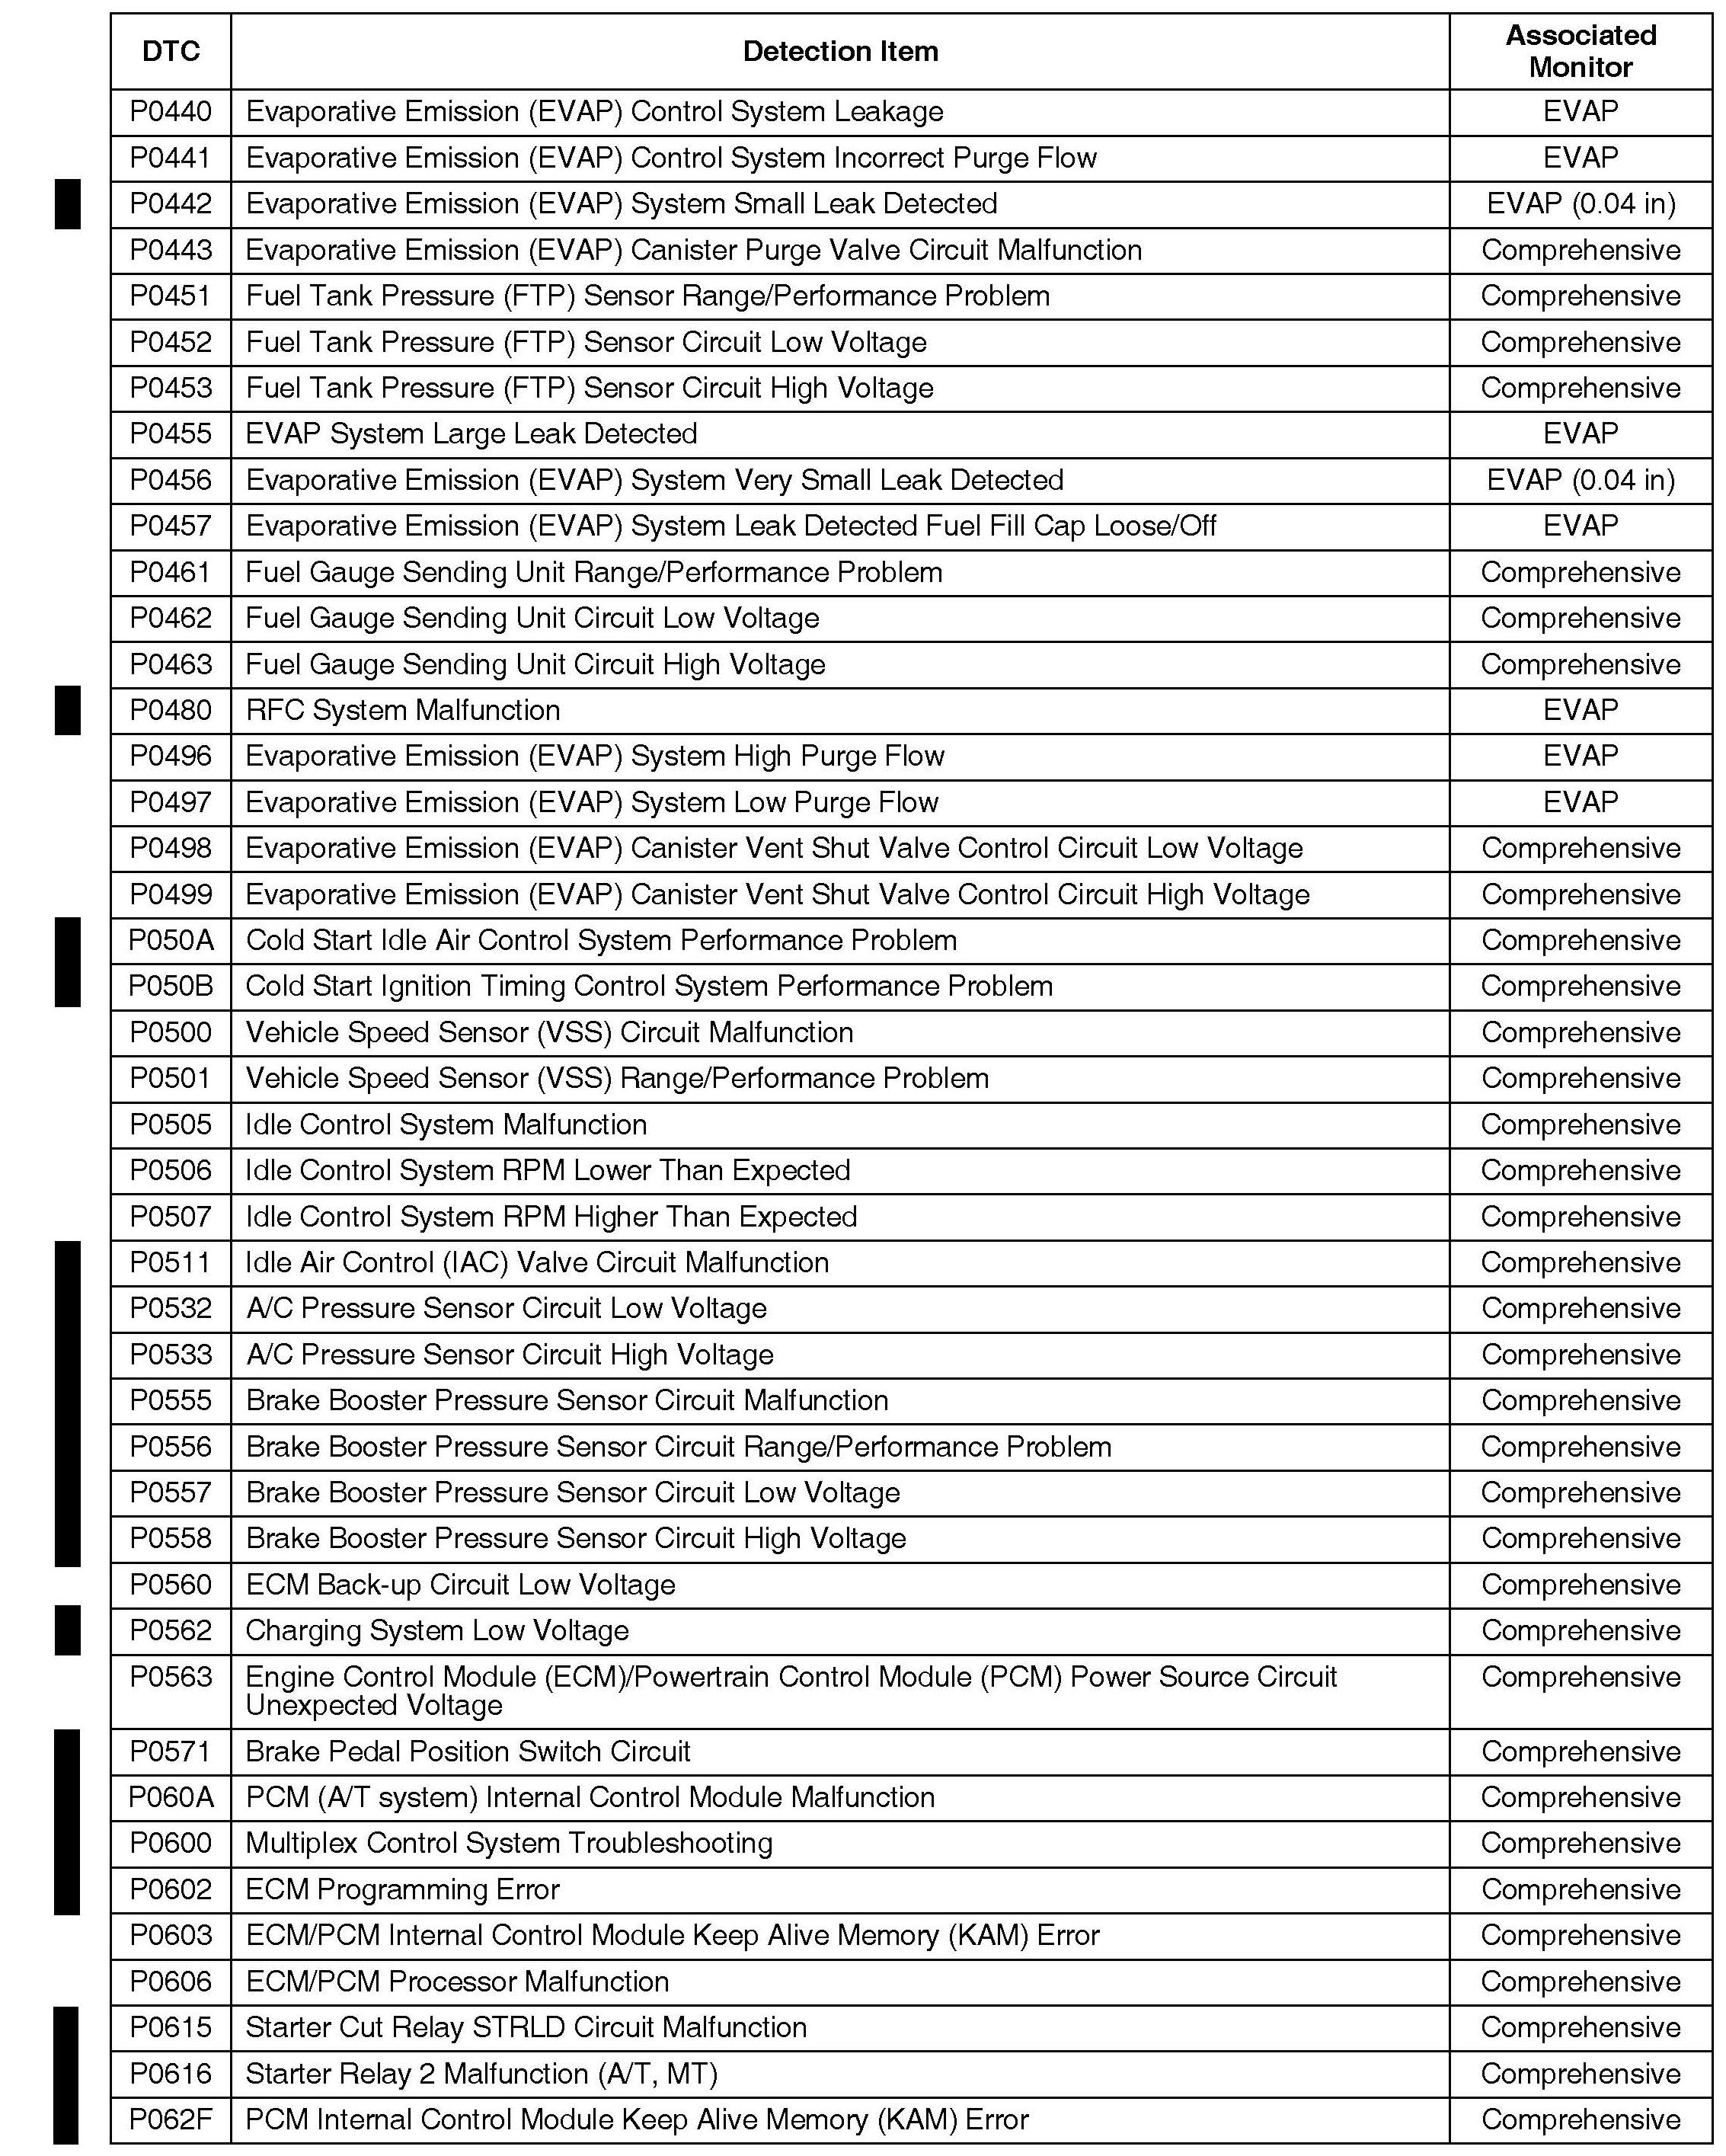 DTC Detection Item Associated Monitor
P0440 Evaporative Emission (EVAP) Control System Leakage EVAP
P0441 Evaporative Emission (EVAP) Control System Incorrect Purge Flow EVAP
P0442 Evaporative Emission (EVAP) System Small Leak Detected EVAP (0.04 in)
P0443 Evaporative Emission (EVAP) Canister Purge Valve Circuit Malfunction Comprehensive
P0451 Fuel Tank Pressure (FTP) Sensor Range/Performance Problem Comprehensive
P0452 Fuel Tank Pressure (FTP) Sensor Circuit Low Voltage Comprehensive
P0453 Fuel Tank Pressure (FTP) Sensor Circuit High Voltage Comprehensive
P0455 EVAP System Large Leak Detected EVAP
P0456 Evaporative Emission (EVAP) System Very Small Leak Detected EVAP (0.04 in)
P0457 Evaporative Emission (EVAP) System Leak Detected Fuel Fill Cap Loose/Off EVAP
P0461 Fuel Gauge Sending Unit Range/Performance Problem Comprehensive
P0462 Fuel Gauge Sending Unit Circuit Low Voltage Comprehensive
P0463 Fuel Gauge Sending Unit Circuit High Voltage Comprehensive
P0480 RFC System Malfunction EVAP
P0496 Evaporative Emission (EVAP) System High Purge Flow EVAP
P0497 Evaporative Emission (EVAP) System Low Purge Flow EVAP
P0498 Evaporative Emission (EVAP) Canister Vent Shut Valve Control Circuit Low Voltage Comprehensive
P0499 Evaporative Emission (EVAP) Canister Vent Shut Valve Control Circuit High Voltage Comprehensive
P050A Cold Start Idle Air Control System Performance Problem Comprehensive
P050B Cold Start Ignition Timing Control System Performance Problem Comprehensive
P0500 Vehicle Speed Sensor (VSS) Circuit Malfunction Comprehensive
P0501 Vehicle Speed Sensor (VSS) Range/Performance Problem Comprehensive
P0505 Idle Control System Malfunction Comprehensive
P0506 Idle Control System RPM Lower Than Expected Comprehensive
P0507 Idle Control System RPM Higher Than Expected Comprehensive
P0511 Idle Air Control (IAC) Valve Circuit Malfunction Comprehensive
P0532 A/C Pressure Sensor Circuit Low Voltage Comprehensive
P0533 A/C Pressure Sensor Circuit High Voltage Comprehensive
P0555 Brake Booster Pressure Sensor Circuit Malfunction Comprehensive
P0556 Brake Booster Pressure Sensor Circuit Range/Performance Problem Comprehensive
P0557 Brake Booster Pressure Sensor Circuit Low Voltage Comprehensive
P0558 Brake Booster Pressure Sensor Circuit High Voltage Comprehensive
P0560 ECM Back-up Circuit Low Voltage Comprehensive
P0562 Charging System Low Voltage Comprehensive
P0563 Engine Control Module (ECM)/Powertrain Control Module (PCM) Power Source Circuit Comprehensive
Unexpected Voltage
P0571 Brake Pedal Position Switch Circuit Comprehensive
P060A PCM (A/T system) Internal Control Module Malfunction Comprehensive
P0600 Multiplex Control System Troubleshooting Comprehensive
P0602 ECM Programming Error Comprehensive
P0603 ECM/PCM Internal Control Module Keep Alive Memory (KAM) Error Comprehensive
P0606 ECM/PCM Processor Malfunction Comprehensive
P0615 Starter Cut Relay STRLD Circuit Malfunction Comprehensive
P0616 Starter Relay 2 Malfunction (A/T, MT) Comprehensive
P062F PCM Internal Control Module Keep Alive Memory (KAM) Error Comprehensive